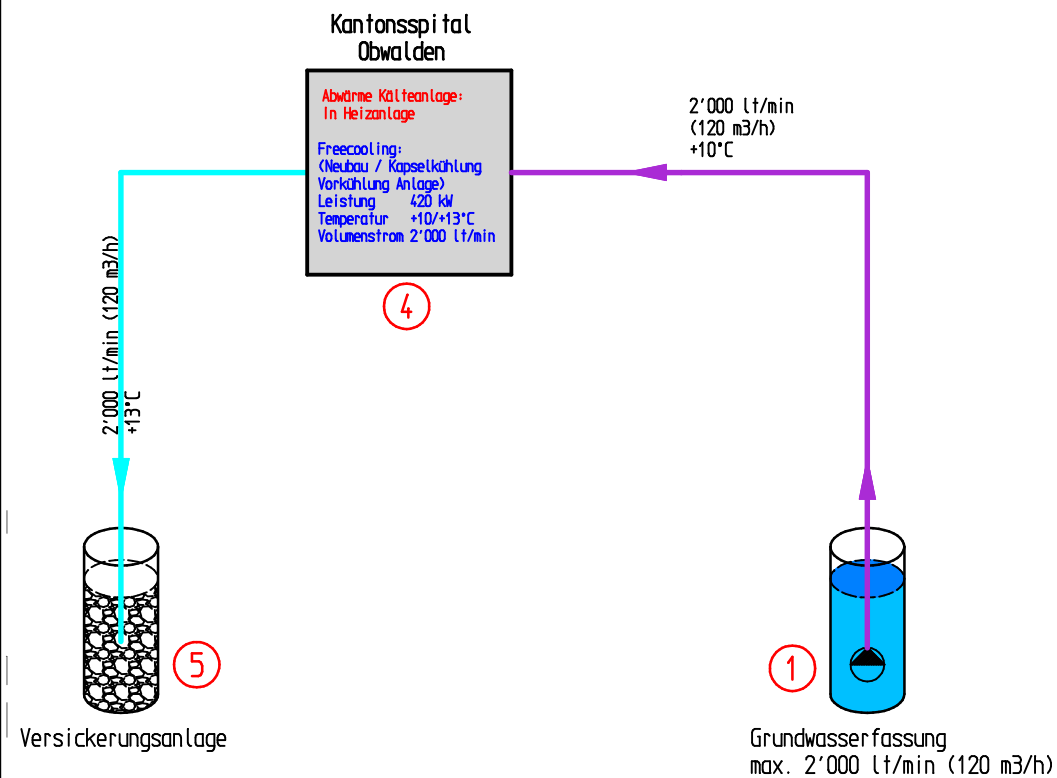 Kantonsspital
Obwalden
Abwärme Kälteanlage:
In Heizanlage
Freecooling:
(Neubau / Kapselkühlung
Vorkühlung Anlage)
Leistung 420 kW
Temperatur +10/+13°C
Volumenstrom 2'000 lt/min
4
2'000 lt/min
(120 m3/h)
+10°C
2'000 lt/min (120 m3/h)
+13°C
5
Versickerungsanlage
1
Grundwasserfassung
max. 2'000 lt/min (120 m3/h)